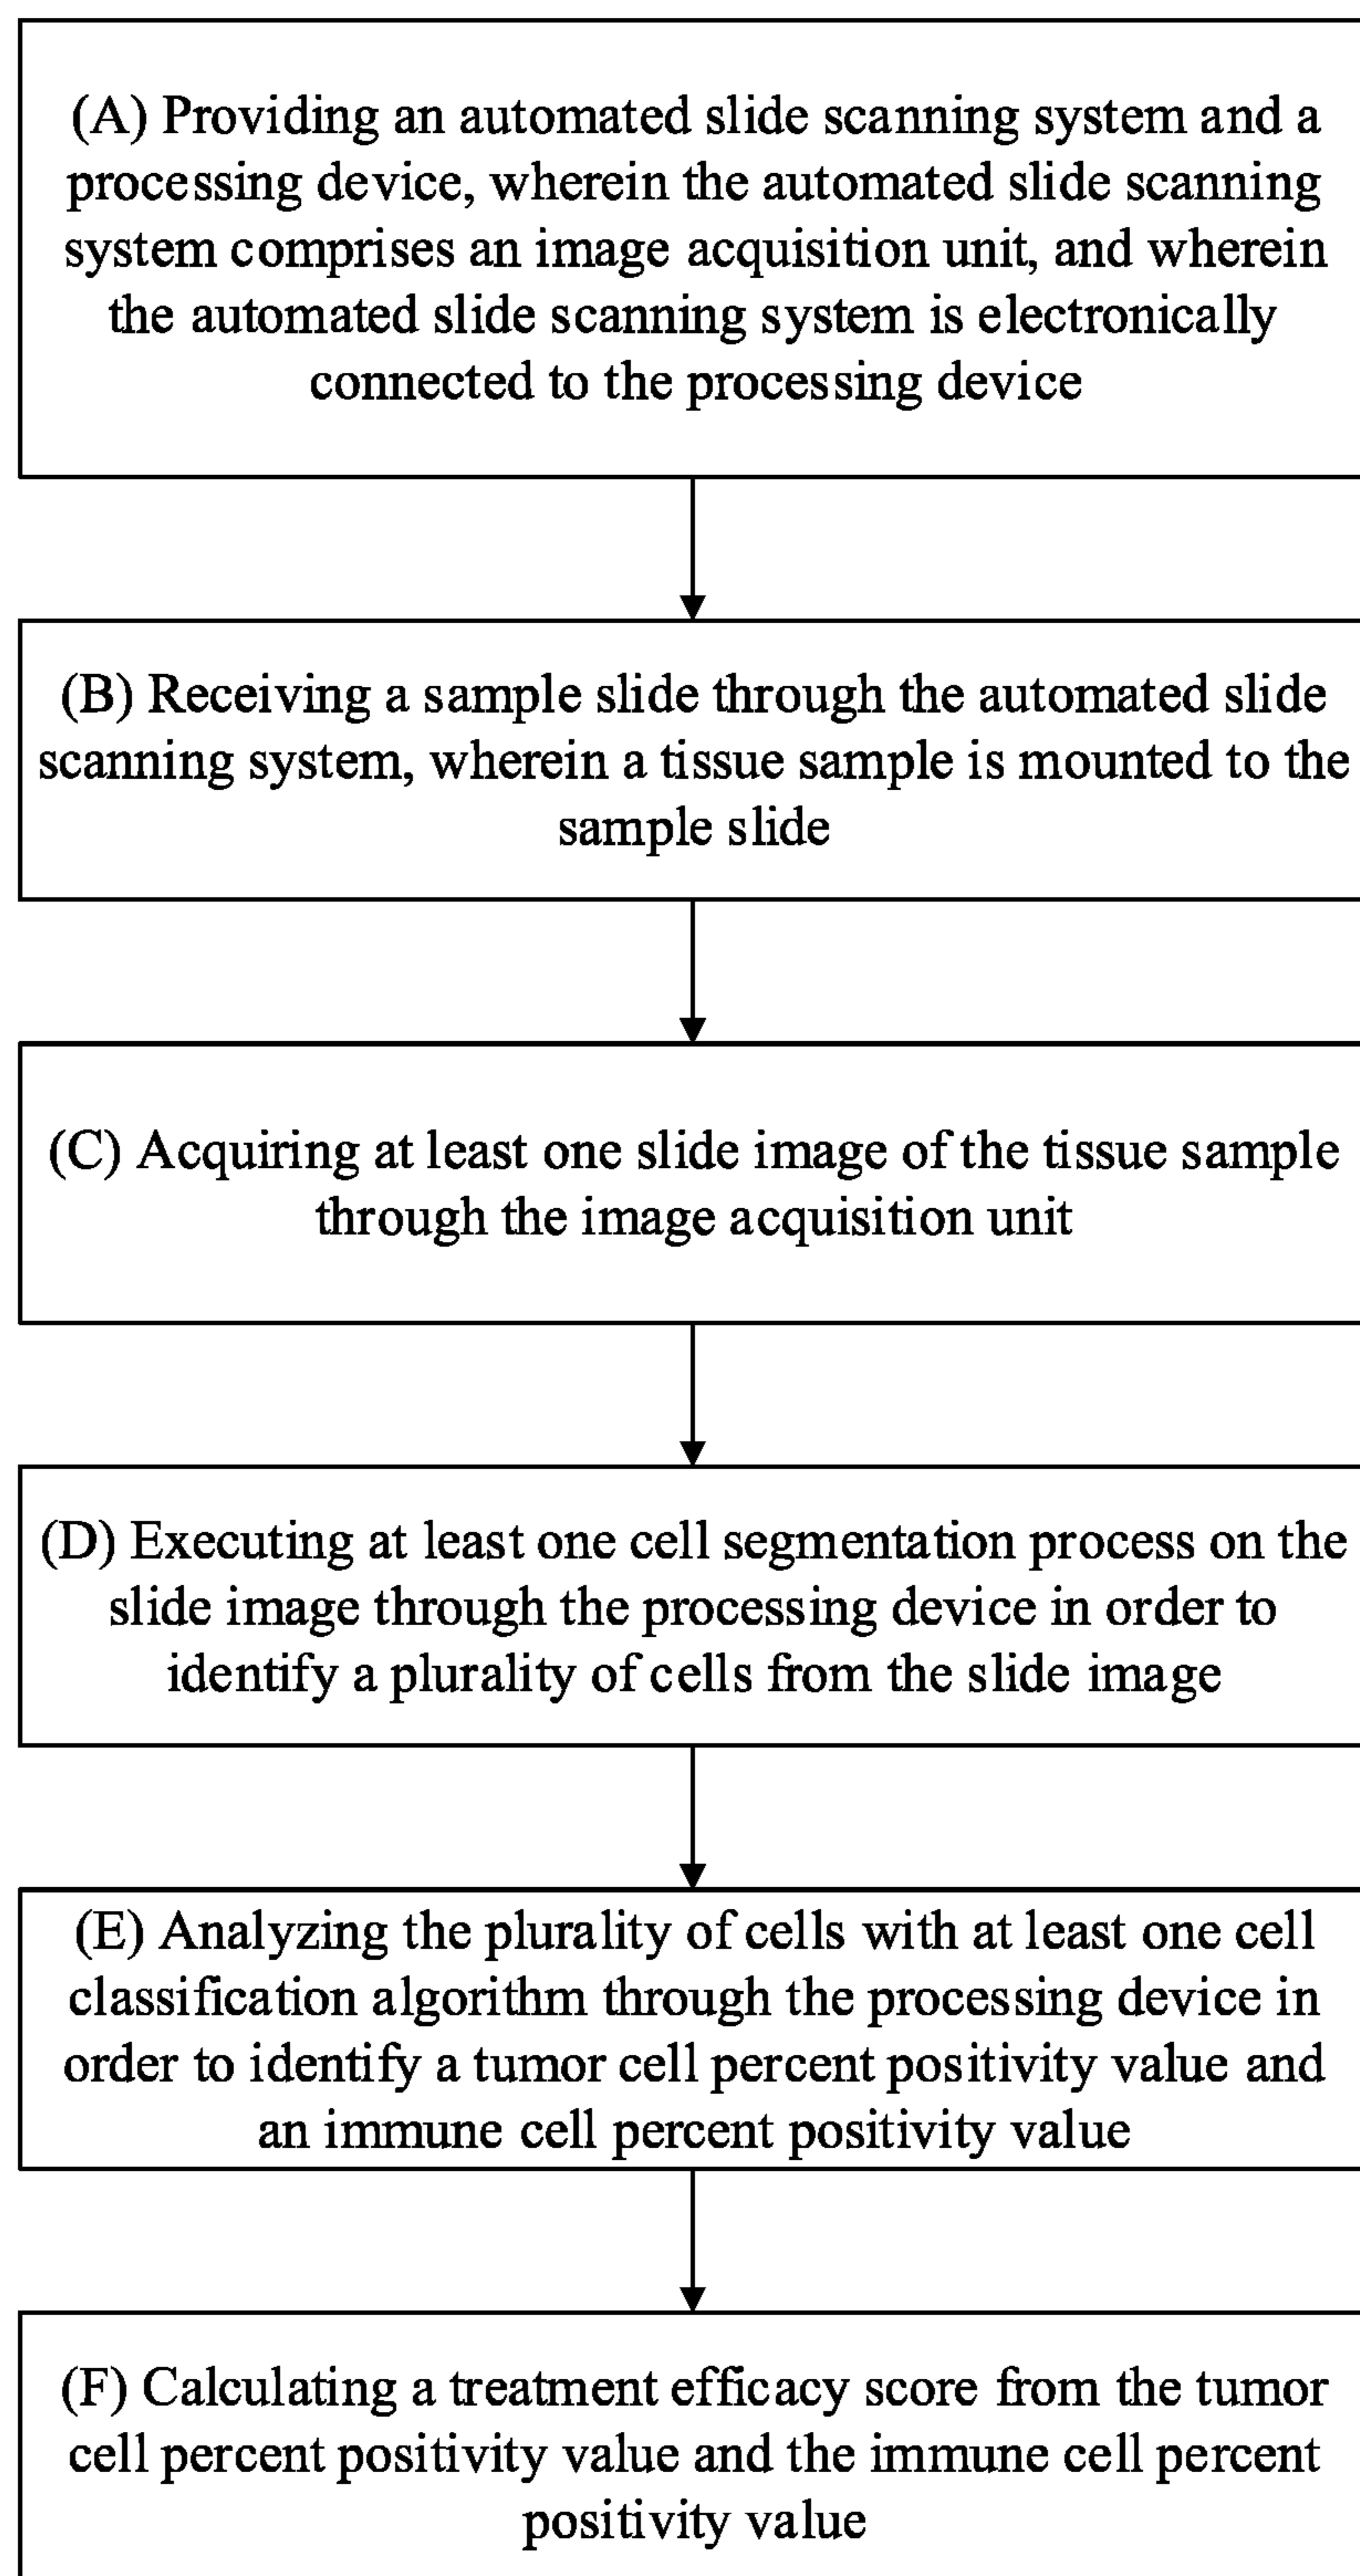 (A) Providing an automated slide scanning system and a
processing device, wherein the automated slide scanning
system comprises an image acquisition unit, and wherein
the automated slide scanning system is electronically
connected to the processing device
(B) Receiving a sample slide through the automated slide
scanning system, wherein a tissue sample is mounted to the
sample slide
(C) Acquiring at least one slide image of the tissue sample
through the image acquisition unit
(D) Executing at least one cell segmentation process on the
slide image through the processing device in order to
identify a plurality of cells from the slide image
(E) Analyzing the plurality of cells with at least one cell
classification algorithm through the processing device in
order to identify a tumor cell percent positivity value and
an immune cell percent positivity value
(F) Calculating a treatment efficacy score from the tumor
cell percent positivity value and the immune cell percent
positivity value